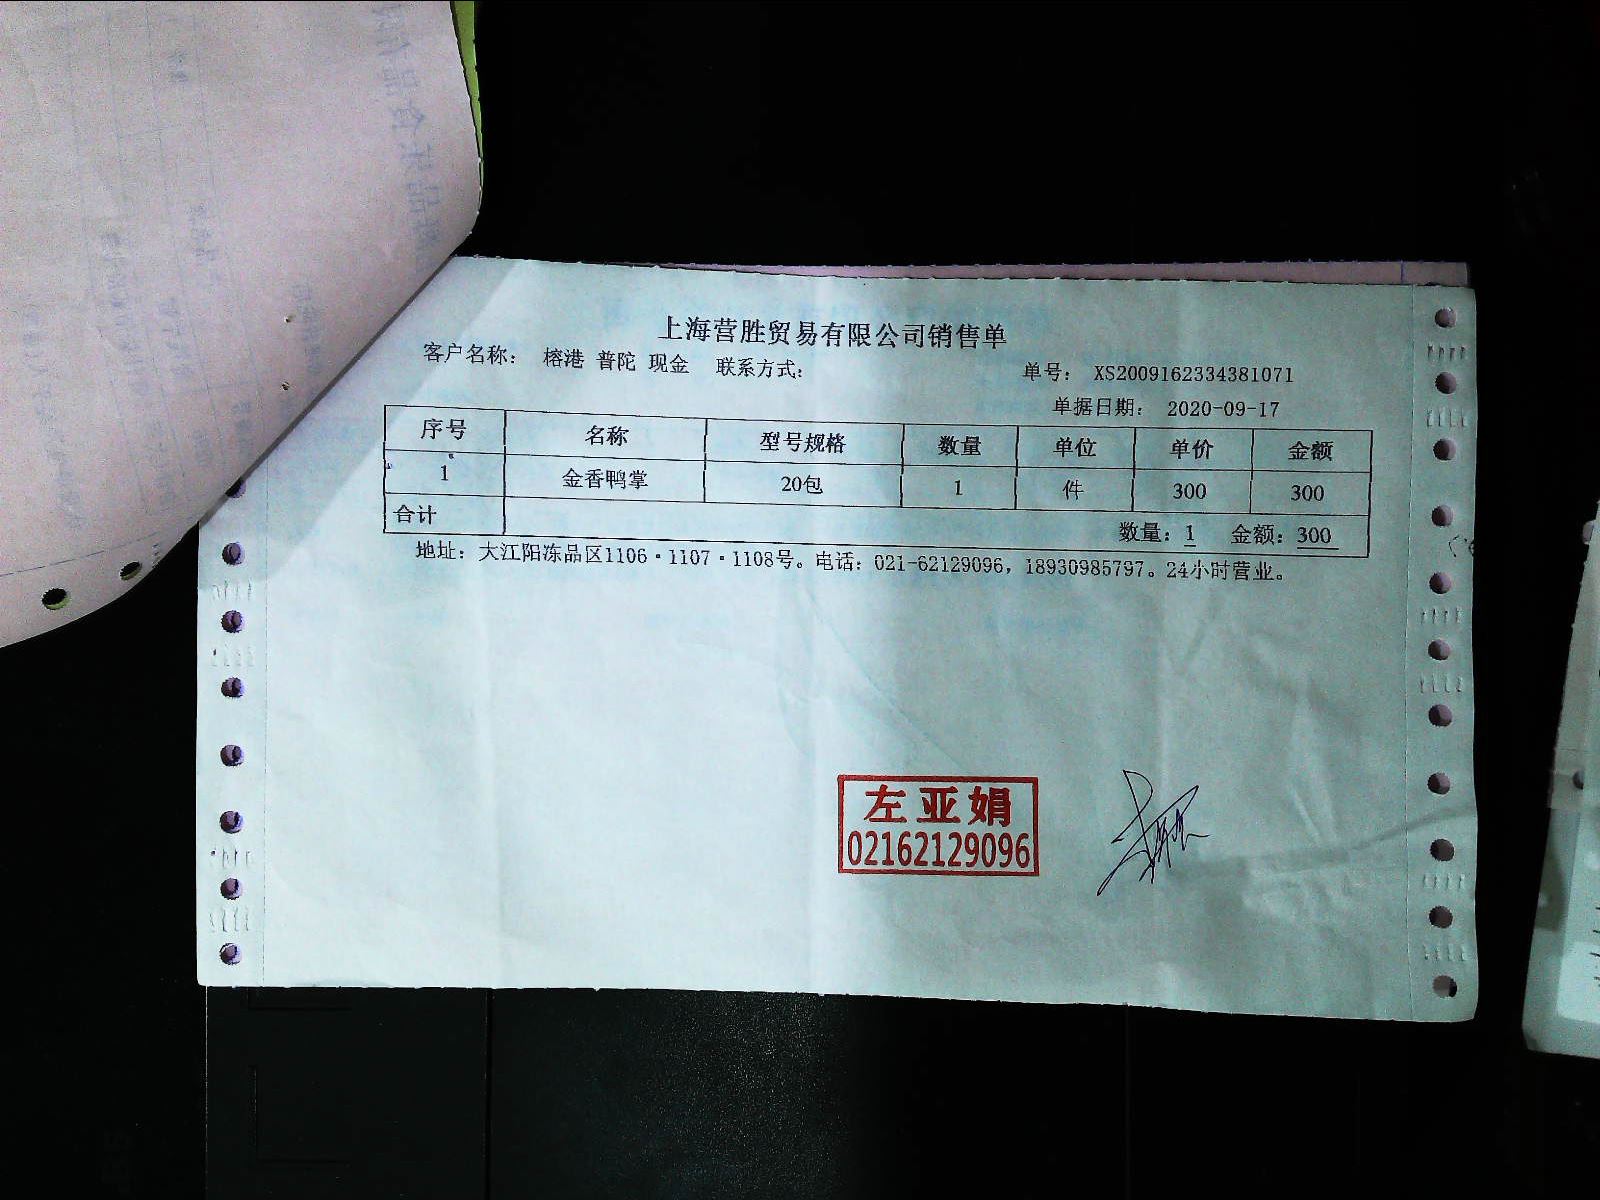 上海营胜贸易有限公司销售单
客户名称： 榕港 普陀 现金 联系方式： 单号： XS2009162334381071
单据日期： 2020-09-17
序号 名称 型号规格 数量 单位 单价 金额
1 金香鸭掌 20包 1 件 300 300
合计 数量：1 金额：300
地址：大江阳冻品区1106·1107·1108号。电话：021-62129096，18930985797。24小时营业。
左亚娟
02162129096